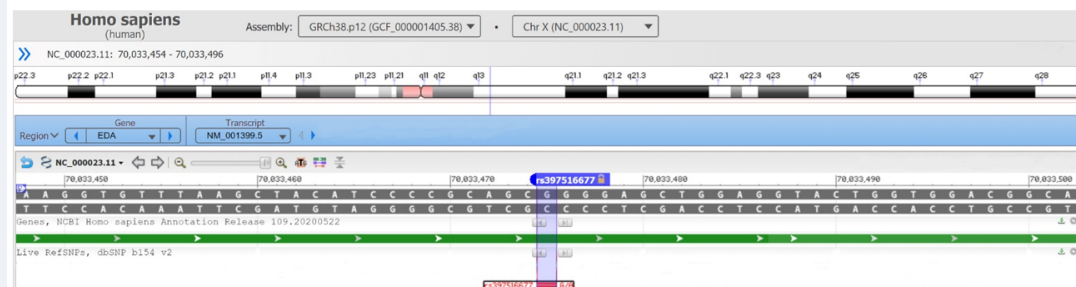 Homo sapiens
(human)
Assembly: GRCh38.p12 (GCF_000001405.38) • Chr X (NC_000023.11)
NC_000023.11: 70,033,454 - 70,033,496
p22.3 p22.2 p22.1 p21.3 p21.2 p21.1 p11.4 p11.3 p11.23 p11.21 q11 q12 q13 q21.1 q21.2 q21.3 q22.1 q22.3 q23 q24 q25 q26 q27 q28
Gene Transcript
Region EDA NM_001399.5
NC_000023.11
70,033,450 70,033,460 70,033,470 rs397516677 70,033,480 70,033,490 70,033,500
A A G G T G T T T A A G C T A C A T C C C C G C A G C G G G G A G C T G G A G G T A C T G G T G G A C G G C A
T T C C A C A A A T T C G A T G T A G G G G C G T C G C C C C T C G A C C T C C A T G A C C A C C T G C C G T
Genes, NCBI Homo sapiens Annotation Release 109.20200522
Live RefSNPs, dbSNP b154 v2
rs397516677